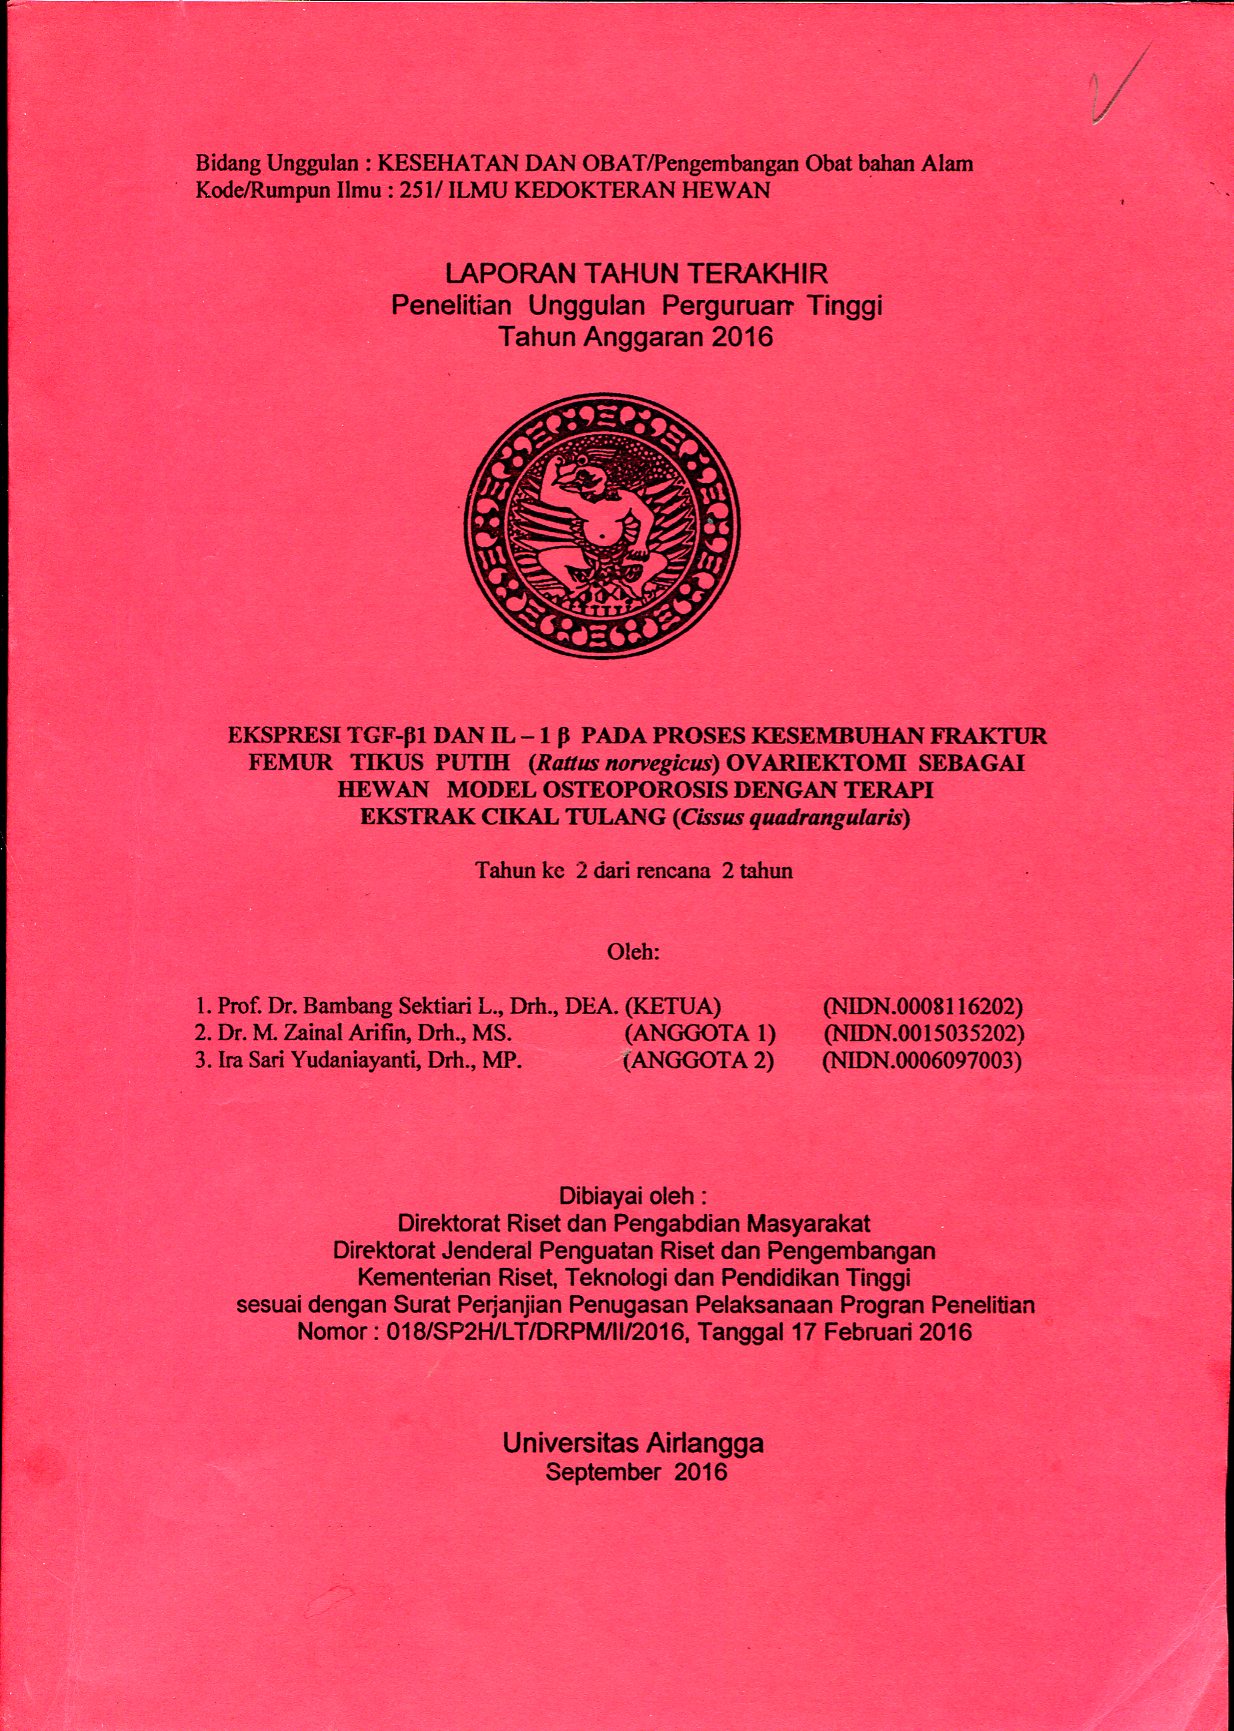 Bidang Unggulan : KESEHATAN DAN OBAT/Pengembangan Obat bahan Alam
Kode/Rumpun Ilmu : 251/ ILMU KEDOKTERAN HEWAN
LAPORAN TAHUN TERAKHIR
Penelitian Unggulan Perguruan Tinggi
Tahun Anggaran 2016
EKSPRESI TGF-β1 DAN IL – 1 β PADA PROSES KESEMBUHAN FRAKTUR
FEMUR TIKUS PUTIH (Rattus norvegicus) OVARIEKTOMI SEBAGAI
HEWAN MODEL OSTEOPOROSIS DENGAN TERAPI
EKSTRAK CIKAL TULANG (Cissus quadrangularis)
Tahun ke 2 dari rencana 2 tahun
Oleh:
1. Prof. Dr. Bambang Sektiari L., Drh., DEA. (KETUA) (NIDN.0008116202)
2. Dr. M. Zainal Arifin, Drh., MS. (ANGGOTA 1) (NIDN.0015035202)
3. Ira Sari Yudaniayanti, Drh., MP. (ANGGOTA 2) (NIDN.0006097003)
Dibiayai oleh :
Direktorat Riset dan Pengabdian Masyarakat
Direktorat Jenderal Penguatan Riset dan Pengembangan
Kementerian Riset, Teknologi dan Pendidikan Tinggi
sesuai dengan Surat Perjanjian Penugasan Pelaksanaan Progran Penelitian
Nomor : 018/SP2H/LT/DRPM/II/2016, Tanggal 17 Februari 2016
Universitas Airlangga
September 2016